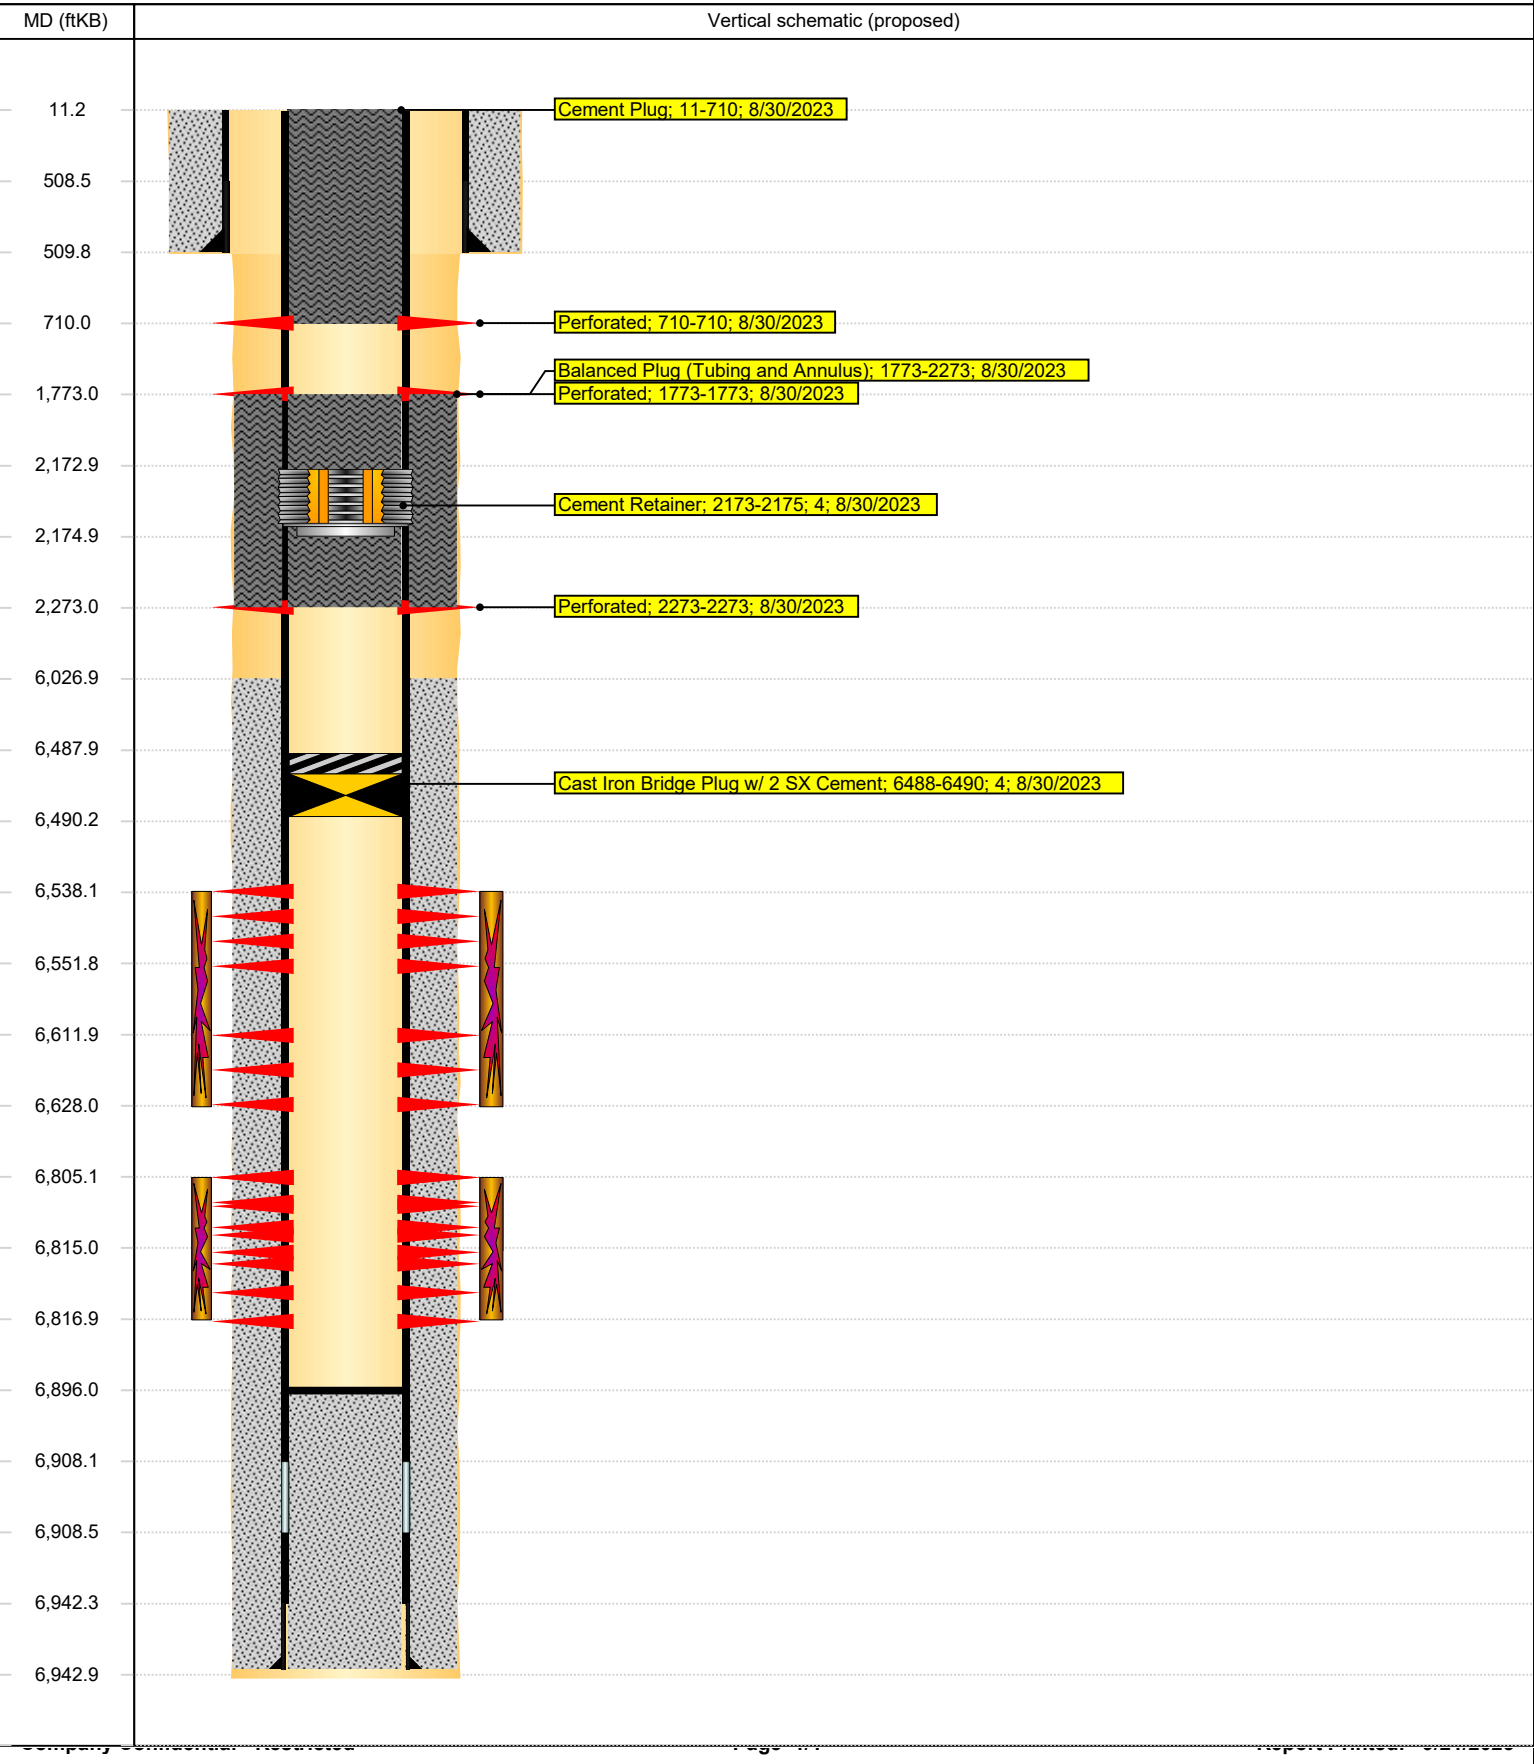 MD (ftKB)
Vertical schematic (proposed)
11.2
Cement Plug; 11-710; 8/30/2023
508.5
509.8
710.0
Perforated; 710-710; 8/30/2023
Balanced Plug (Tubing and Annulus); 1773-2273; 8/30/2023
1,773.0
Perforated; 1773-1773; 8/30/2023
2,172.9
Cement Retainer; 2173-2175; 4; 8/30/2023
2,174.9
2,273.0
Perforated; 2273-2273; 8/30/2023
6,026.9
6,487.9
Cast Iron Bridge Plug w/ 2 SX Cement; 6488-6490; 4; 8/30/2023
6,490.2
6,538.1
6,551.8
6,611.9
6,628.0
6,805.1
6,815.0
6,816.9
6,896.0
6,908.1
6,908.5
6,942.3
6,942.9